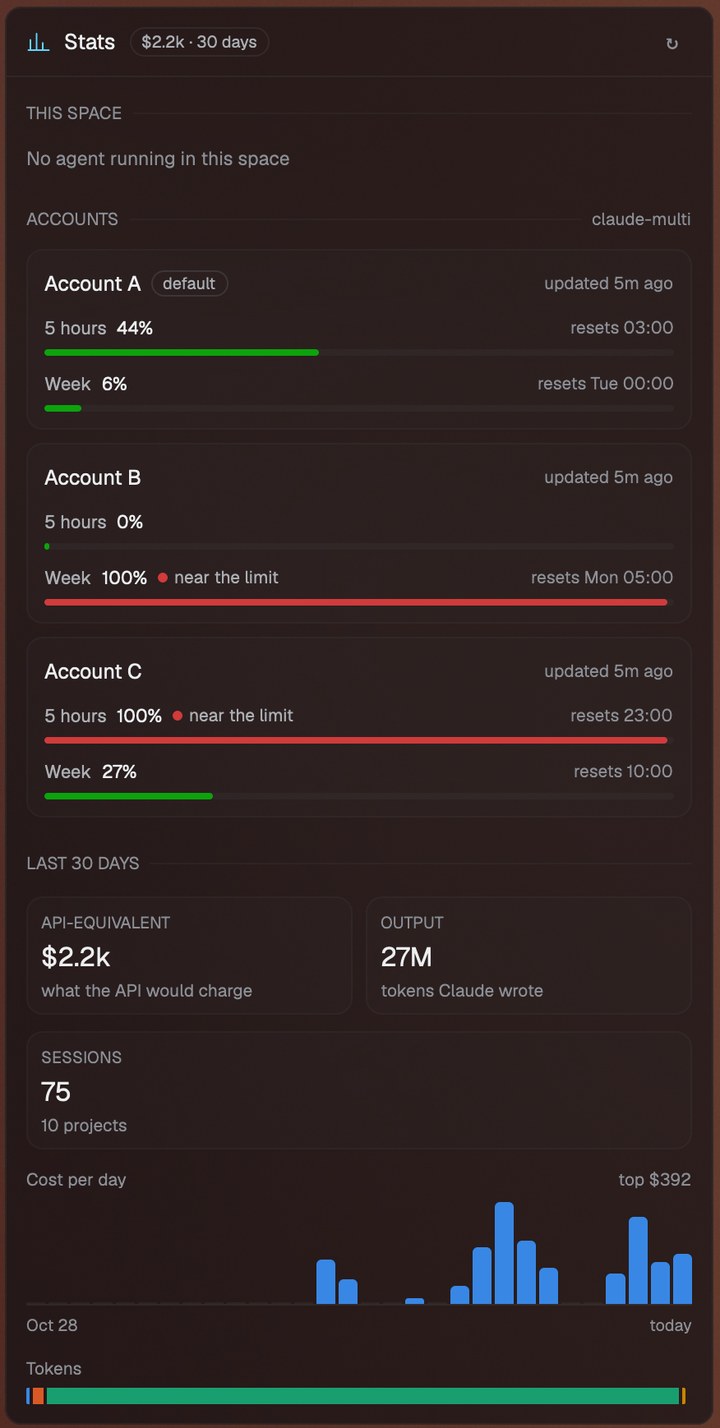 Stats $2.2k · 30 days ↻
THIS SPACE
No agent running in this space
ACCOUNTS claude-multi
Account A default updated 5m ago
5 hours 44% resets 03:00
Week 6% resets Tue 00:00
Account B updated 5m ago
5 hours 0%
Week 100% near the limit resets Mon 05:00
Account C updated 5m ago
5 hours 100% near the limit resets 23:00
Week 27% resets 10:00
LAST 30 DAYS
API-EQUIVALENT
$2.2k
what the API would charge
OUTPUT
27M
tokens Claude wrote
SESSIONS
75
10 projects
Cost per day top $392
Oct 28 today
Tokens